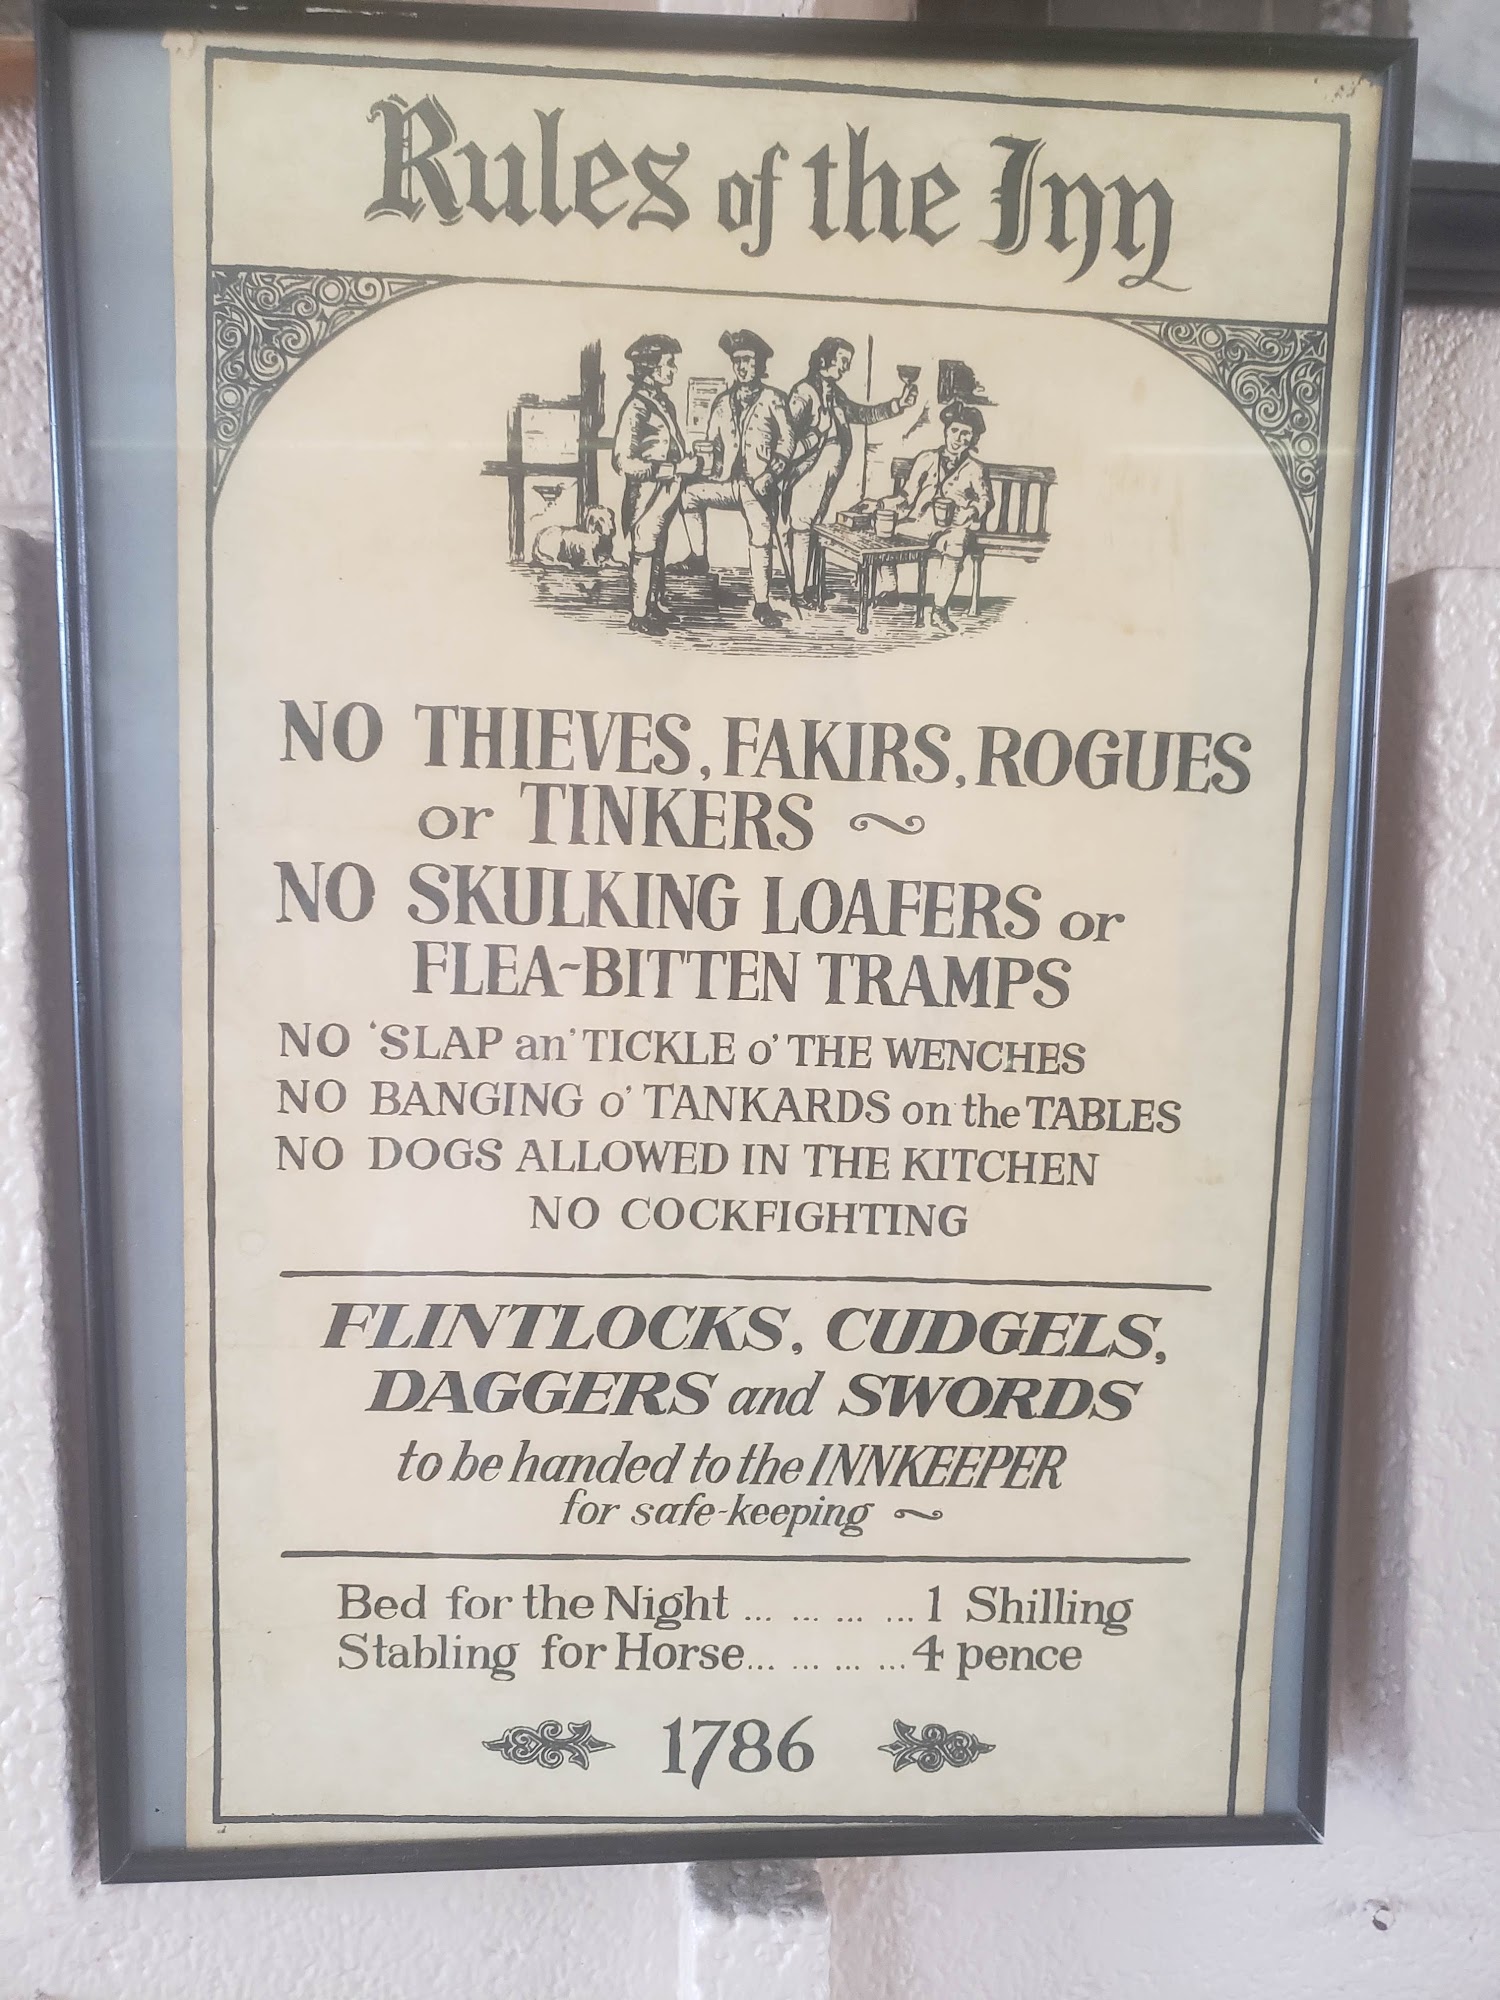 Rules of the Inn
NO THIEVES, FAKIRS, ROGUES
or TINKERS ~
NO SKULKING LOAFERS or
FLEA-BITTEN TRAMPS
NO 'SLAP an' TICKLE o' THE WENCHES
NO BANGING o' TANKARDS on the TABLES
NO DOGS ALLOWED IN THE KITCHEN
NO COCKFIGHTING
FLINTLOCKS, CUDGELS,
DAGGERS and SWORDS
to be handed to the INNKEEPER
for safe-keeping ~
Bed for the Night ... ... ... ... 1 Shilling
Stabling for Horse... ... ... ... 4 pence
1786